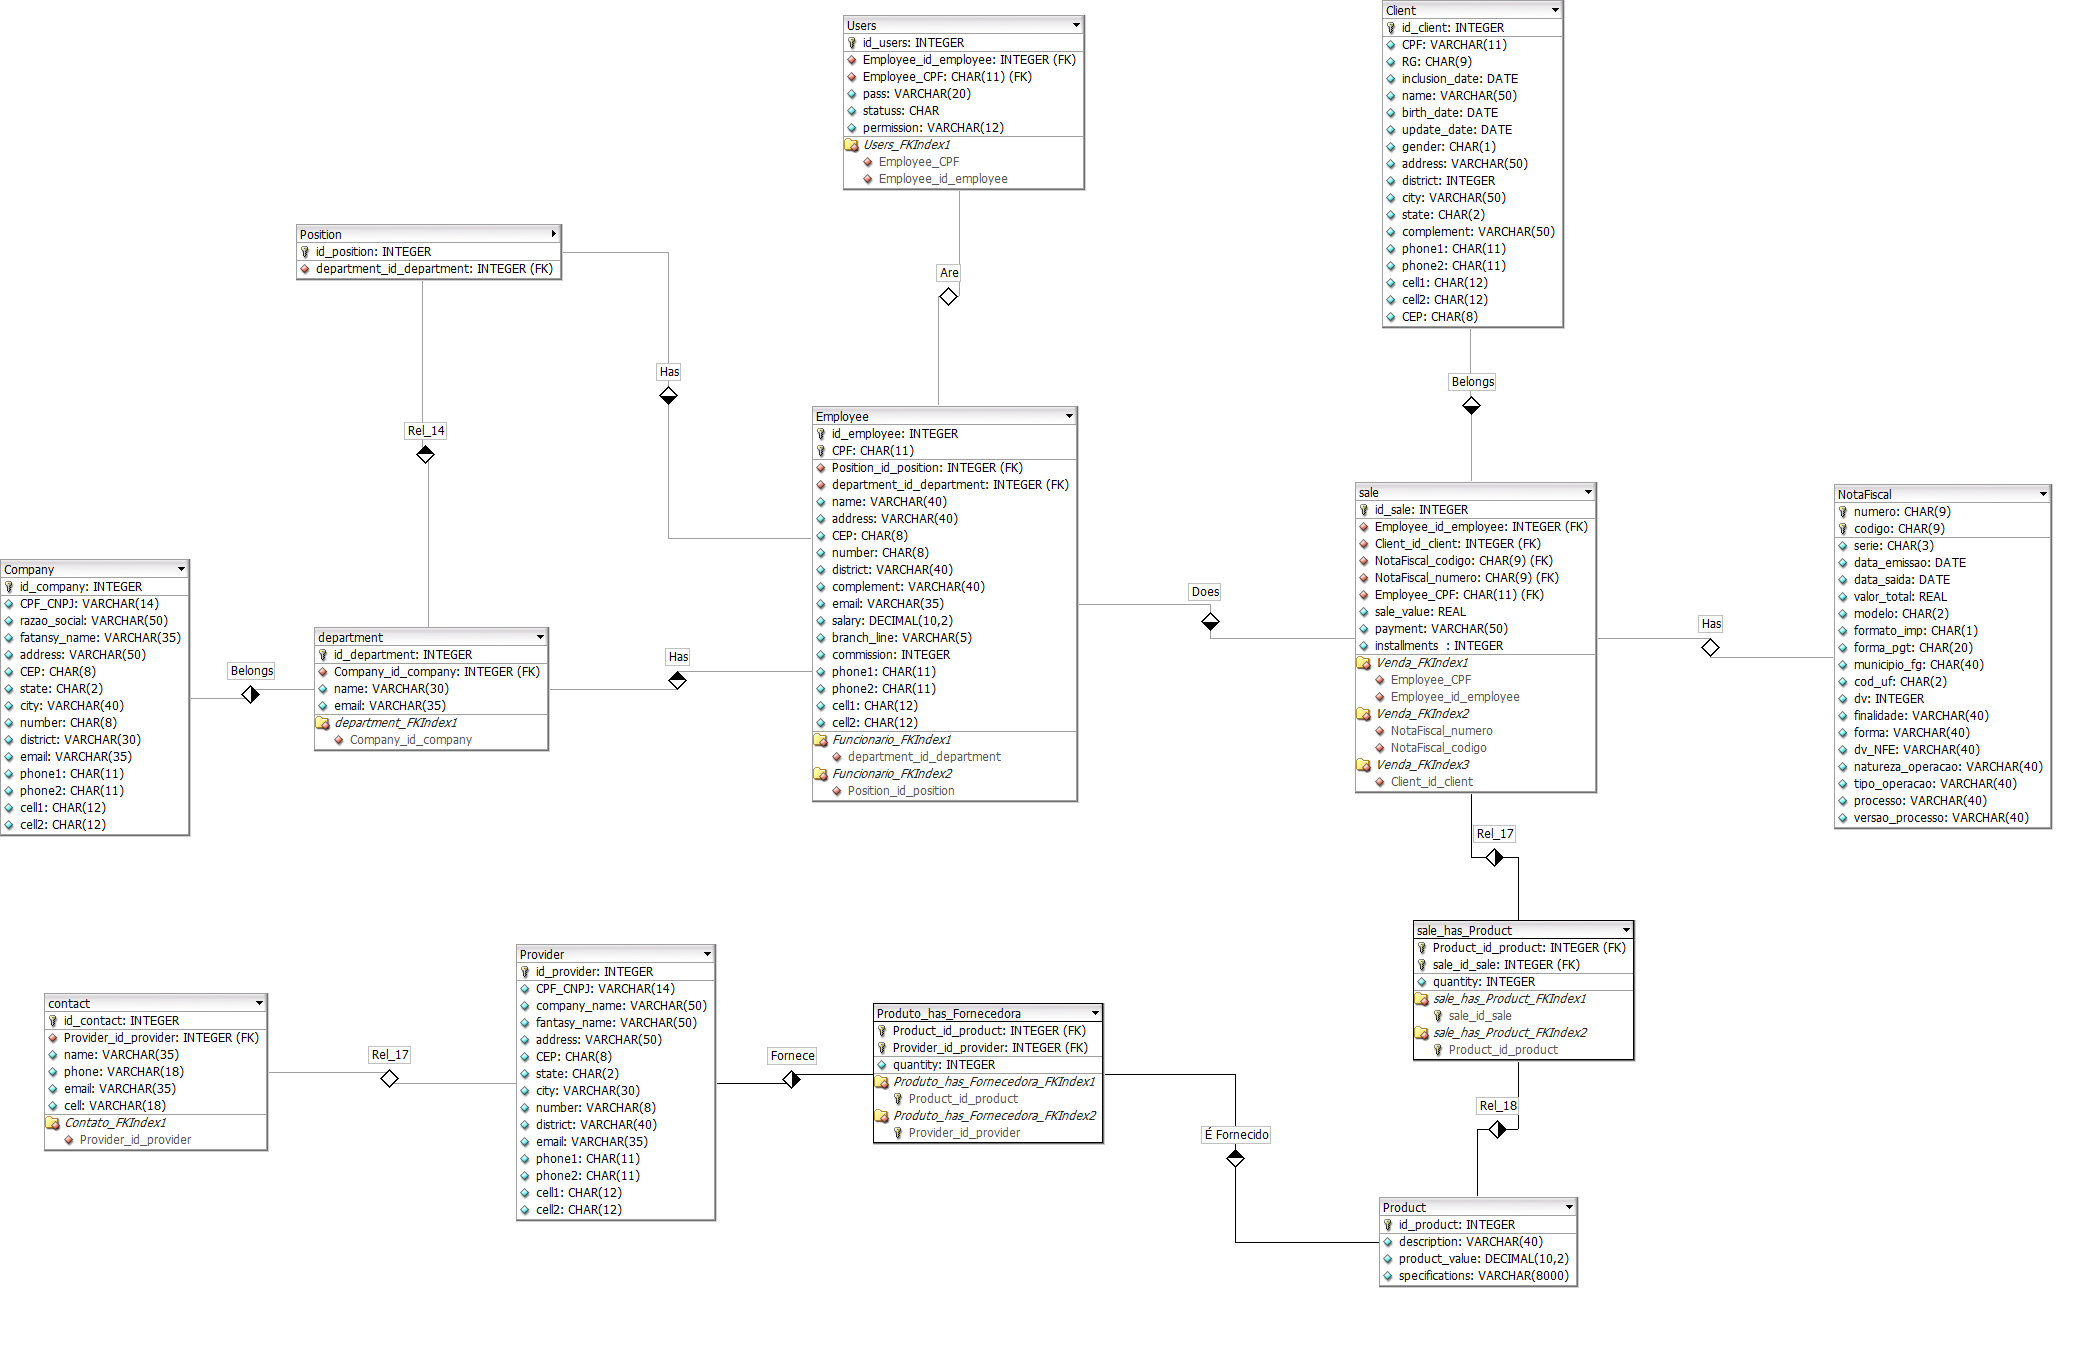 Users
id_users: INTEGER
Employee_id_employee: INTEGER (FK)
Employee_CPF: CHAR(11) (FK)
pass: VARCHAR(20)
statuss: CHAR
permission: VARCHAR(12)
Users_FKIndex1
Employee_CPF
Employee_id_employee
Client
id_client: INTEGER
CPF: VARCHAR(11)
RG: CHAR(9)
inclusion_date: DATE
name: VARCHAR(50)
birth_date: DATE
update_date: DATE
gender: CHAR(1)
address: VARCHAR(50)
district: INTEGER
city: VARCHAR(50)
state: CHAR(2)
complement: VARCHAR(50)
phone1: CHAR(11)
phone2: CHAR(11)
cell1: CHAR(12)
cell2: CHAR(12)
CEP: CHAR(8)
Position
id_position: INTEGER
department_id_department: INTEGER (FK)
Are
Has
Belongs
Rel_14
Employee
id_employee: INTEGER
CPF: CHAR(11)
Position_id_position: INTEGER (FK)
department_id_department: INTEGER (FK)
name: VARCHAR(40)
address: VARCHAR(40)
CEP: CHAR(8)
number: CHAR(8)
district: VARCHAR(40)
complement: VARCHAR(40)
email: VARCHAR(35)
salary: DECIMAL(10,2)
branch_line: VARCHAR(5)
commission: INTEGER
phone1: CHAR(11)
phone2: CHAR(11)
cell1: CHAR(12)
cell2: CHAR(12)
Funcionario_FKIndex1
department_id_department
Funcionario_FKIndex2
Position_id_position
sale
id_sale: INTEGER
Employee_id_employee: INTEGER (FK)
Client_id_client: INTEGER (FK)
NotaFiscal_codigo: CHAR(9) (FK)
NotaFiscal_numero: CHAR(9) (FK)
Employee_CPF: CHAR(11) (FK)
sale_value: REAL
payment: VARCHAR(50)
installments : INTEGER
Venda_FKIndex1
Employee_CPF
Employee_id_employee
Venda_FKIndex2
NotaFiscal_numero
NotaFiscal_codigo
Venda_FKIndex3
Client_id_client
NotaFiscal
numero: CHAR(9)
codigo: CHAR(9)
serie: CHAR(3)
data_emissao: DATE
data_saida: DATE
valor_total: REAL
modelo: CHAR(2)
formato_imp: CHAR(1)
forma_pgt: CHAR(20)
municipio_fg: CHAR(40)
cod_uf: CHAR(2)
dv: INTEGER
finalidade: VARCHAR(40)
forma: VARCHAR(40)
dv_NFE: VARCHAR(40)
natureza_operacao: VARCHAR(40)
tipo_operacao: VARCHAR(40)
processo: VARCHAR(40)
versao_processo: VARCHAR(40)
Company
id_company: INTEGER
CPF_CNPJ: VARCHAR(14)
razao_social: VARCHAR(50)
fatansy_name: VARCHAR(35)
address: VARCHAR(50)
CEP: CHAR(8)
state: CHAR(2)
city: VARCHAR(40)
number: CHAR(8)
district: VARCHAR(30)
email: VARCHAR(35)
phone1: CHAR(11)
phone2: CHAR(11)
cell1: CHAR(12)
cell2: CHAR(12)
Belongs
department
id_department: INTEGER
Company_id_company: INTEGER (FK)
name: VARCHAR(30)
email: VARCHAR(35)
department_FKIndex1
Company_id_company
Has
Does
Has
Rel_17
sale_has_Product
Product_id_product: INTEGER (FK)
sale_id_sale: INTEGER (FK)
quantity: INTEGER
sale_has_Product_FKIndex1
sale_id_sale
sale_has_Product_FKIndex2
Product_id_product
contact
id_contact: INTEGER
Provider_id_provider: INTEGER (FK)
name: VARCHAR(35)
phone: VARCHAR(18)
email: VARCHAR(35)
cell: VARCHAR(18)
Contato_FKIndex1
Provider_id_provider
Rel_17
Provider
id_provider: INTEGER
CPF_CNPJ: VARCHAR(14)
company_name: VARCHAR(50)
fantasy_name: VARCHAR(50)
address: VARCHAR(50)
CEP: CHAR(8)
state: CHAR(2)
city: VARCHAR(30)
number: VARCHAR(8)
district: VARCHAR(40)
email: VARCHAR(35)
phone1: CHAR(11)
phone2: CHAR(11)
cell1: CHAR(12)
cell2: CHAR(12)
Fornece
Produto_has_Fornecedora
Product_id_product: INTEGER (FK)
Provider_id_provider: INTEGER (FK)
quantity: INTEGER
Produto_has_Fornecedora_FKIndex1
Product_id_product
Produto_has_Fornecedora_FKIndex2
Provider_id_provider
É Fornecido
Rel_18
Product
id_product: INTEGER
description: VARCHAR(40)
product_value: DECIMAL(10,2)
specifications: VARCHAR(8000)